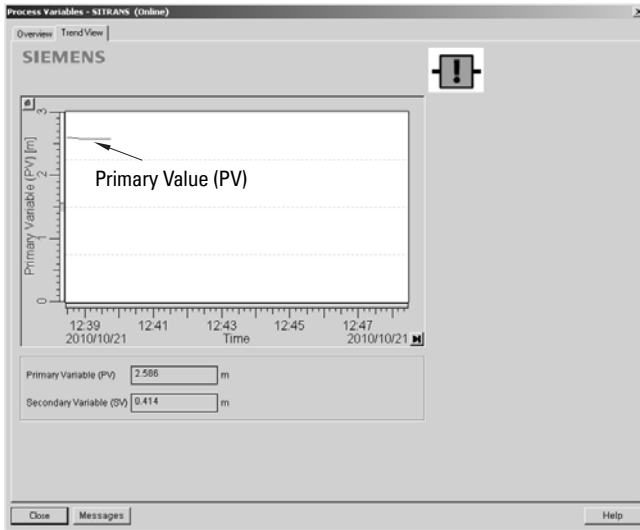 Process Variables - SITRANS (Online)
Overview Trend View
SIEMENS
!
Primary Variable (PV) [m]
3
2
1
0
Primary Value (PV)
12:39 12:41 12:43 12:45 12:47
2010/10/21 Time 2010/10/21
Primary Variable (PV) 2.586 m
Secondary Variable (SV) 0.414 m
Close Messages Help